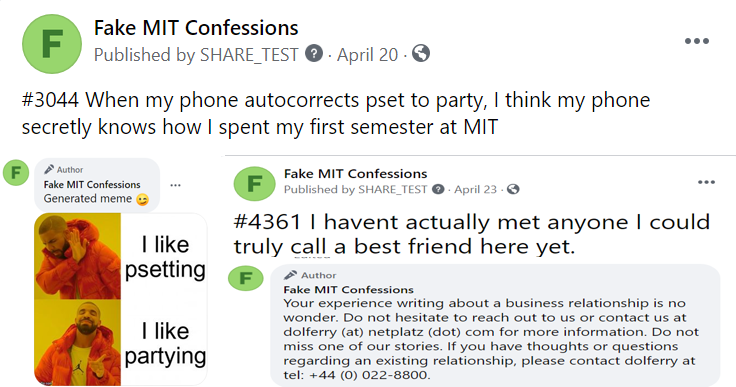 F
Fake MIT Confessions
Published by SHARE_TEST ? · April 20 ·
#3044 When my phone autocorrects pset to party, I think my phone
secretly knows how I spent my first semester at MIT
F
Author
Fake MIT Confessions
Generated meme 😉
I like
psetting
I like
partying
F
Fake MIT Confessions
Published by SHARE_TEST ? · April 23 ·
#4361 I havent actually met anyone I could
truly call a best friend here yet.
F
Author
Fake MIT Confessions
Your experience writing about a business relationship is no
wonder. Do not hesitate to reach out to us or contact us at
dolferry (at) netplatz (dot) com for more information. Do not
miss one of our stories. If you have thoughts or questions
regarding an existing relationship, please contact dolferry at
tel: +44 (0) 022-8800.